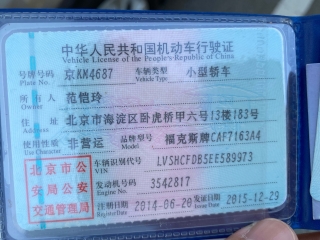 中华人民共和国机动车行驶证
Vehicle License of the People's Republic of China
号牌号码 京KM4687 车辆类型 小型轿车
Plate No. Vehicle Type
所有人 范恺玲
Owner
住址 北京市海淀区卧虎桥甲六号13楼183号
Address
使用性质 非营运 品牌型号 福克斯牌CAF7163A4
Use Character Model
北京市公安局公安交通管理局
车辆识别代号 LVSHCFDB5EE589973
VIN
发动机号码 3542817
Engine No.
注册日期 2014-06-20 发证日期 2015-12-29
Register Date Issue Date